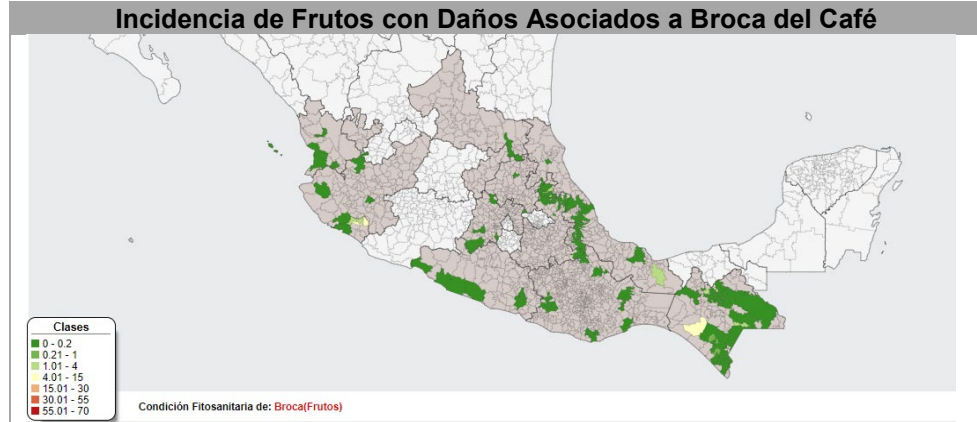 Incidencia de Frutos con Daños Asociados a Broca del Café
Clases
0 - 0.2
0.21 - 1
1.01 - 4
4.01 - 15
15.01 - 30
30.01 - 55
55.01 - 70
Condición Fitosanitaria de: Broca(Frutos)